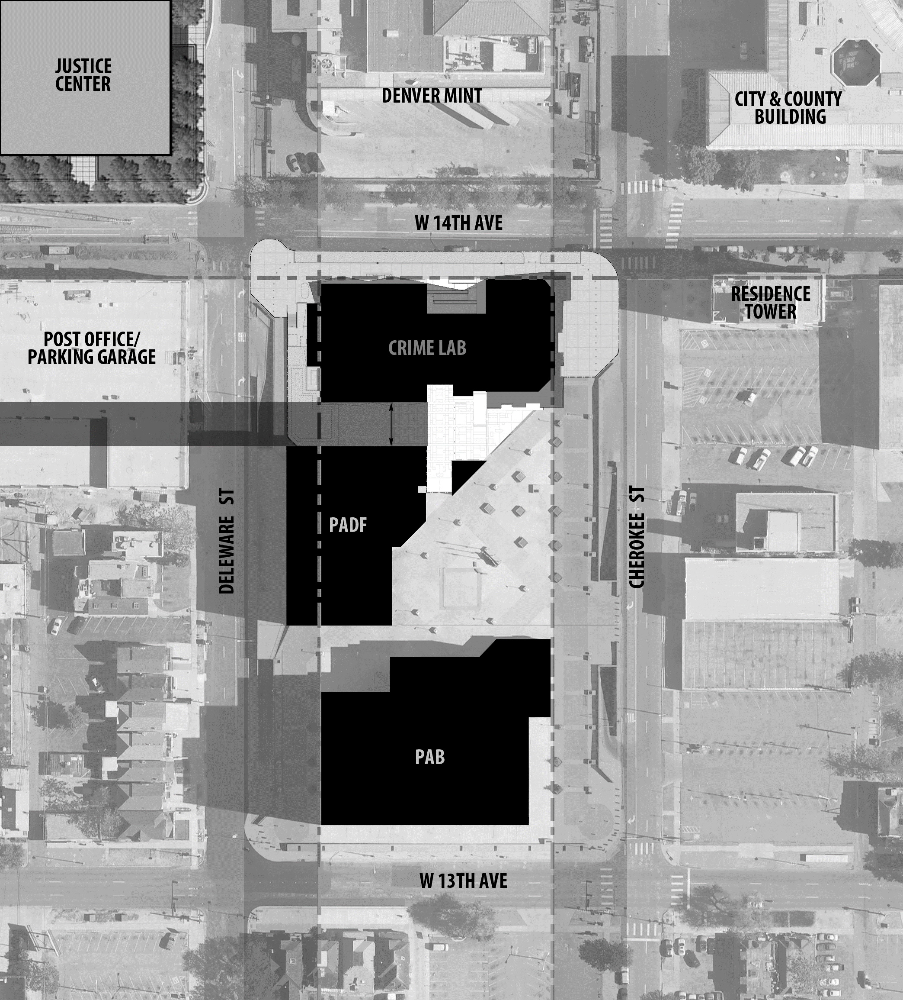 JUSTICE
CENTER
DENVER MINT
CITY & COUNTY
BUILDING
W 14TH AVE
RESIDENCE
TOWER
POST OFFICE/
PARKING GARAGE
CRIME LAB
PADF
DELEWARE ST
CHEROKEE ST
PAB
W 13TH AVE